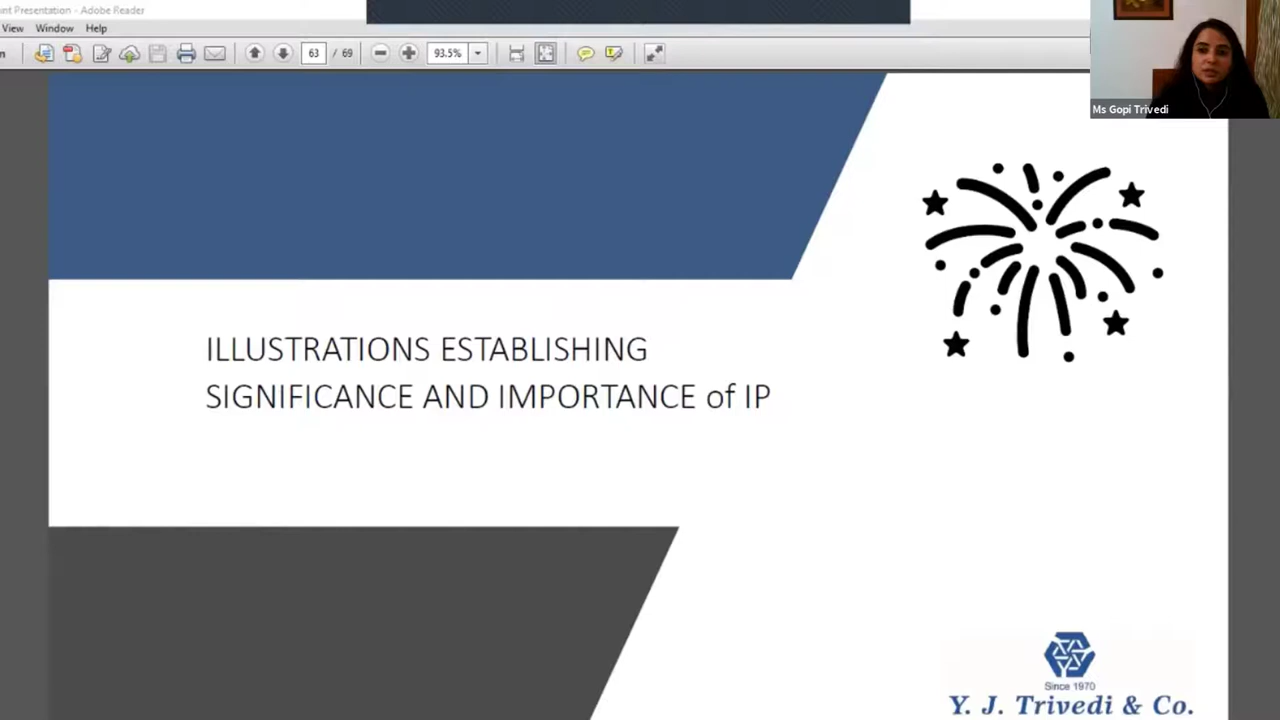 nt Presentation - Adobe Reader
View Window Help
n 63 / 69 93.5%
Ms Gopi Trivedi
ILLUSTRATIONS ESTABLISHING
SIGNIFICANCE AND IMPORTANCE of IP
Since 1970
Y. J. Trivedi & Co.